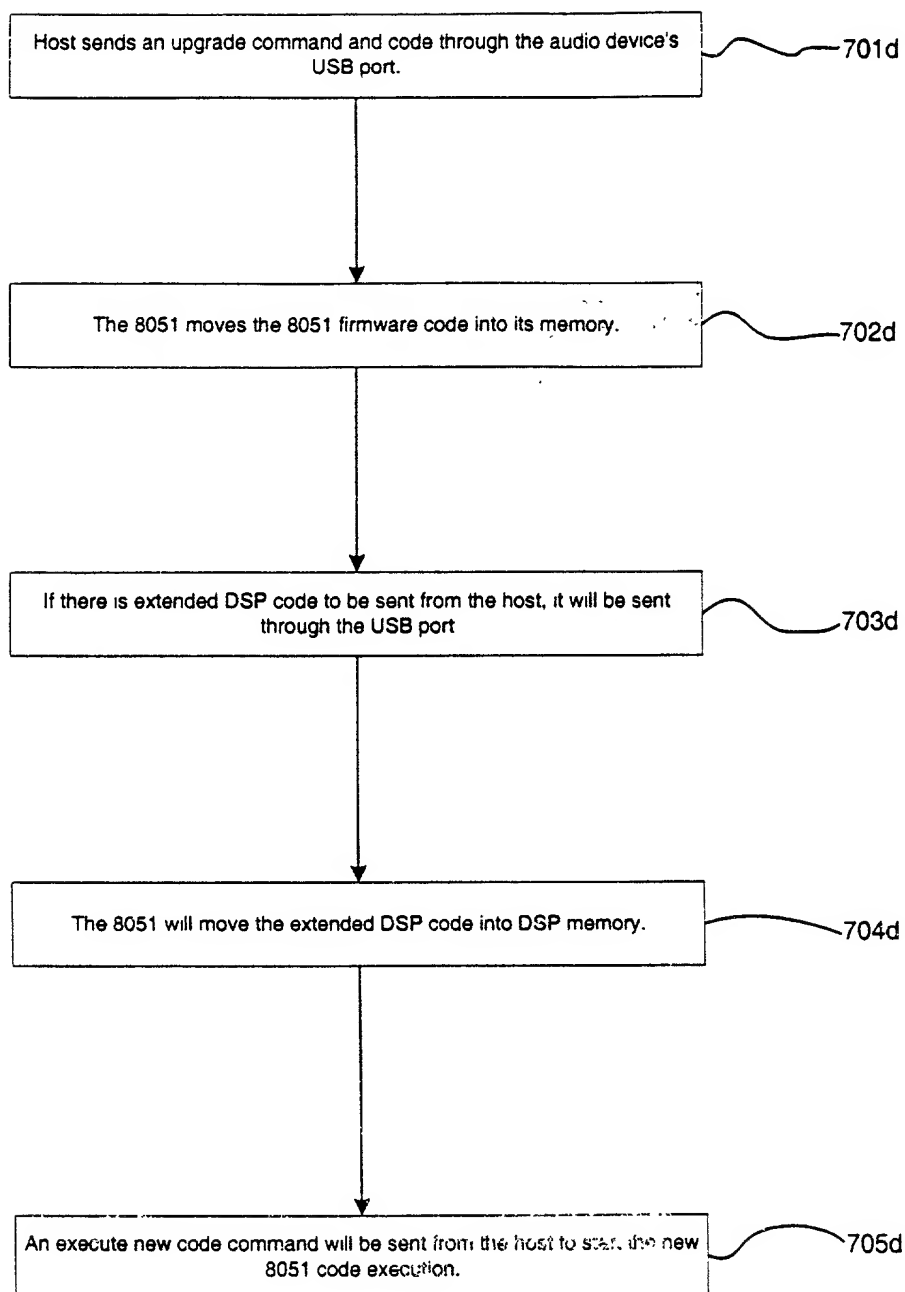 Host sends an upgrade command and code through the audio device's
USB port.
701d
The 8051 moves the 8051 firmware code into its memory.
702d
If there is extended DSP code to be sent from the host, it will be sent
through the USB port
703d
The 8051 will move the extended DSP code into DSP memory.
704d
An execute new code command will be sent from the host to start the new
8051 code execution.
705d